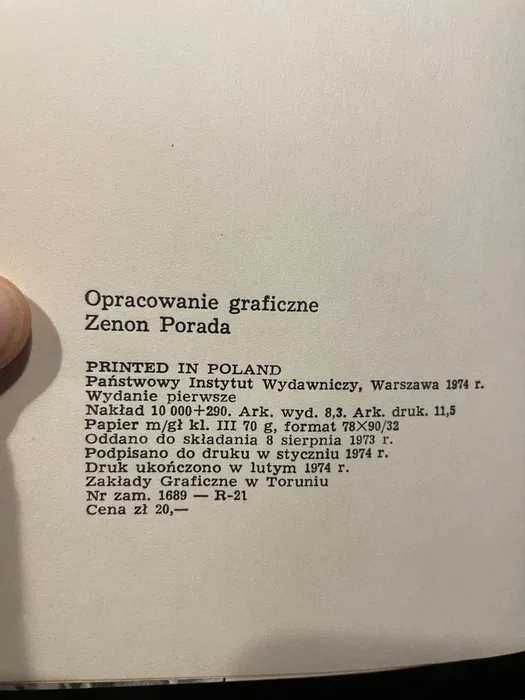 Opracowanie graficzne
Zenon Porada
PRINTED IN POLAND
Państwowy Instytut Wydawniczy, Warszawa 1974 r.
Wydanie pierwsze
Nakład 10 000+290. Ark. wyd. 8,3. Ark. druk. 11,5
Papier m/gł kl. III 70 g, format 78×90/32
Oddano do składania 8 sierpnia 1973 r.
Podpisano do druku w styczniu 1974 r.
Druk ukończono w lutym 1974 r.
Zakłady Graficzne w Toruniu
Nr zam. 1689 — R-21
Cena zł 20,—